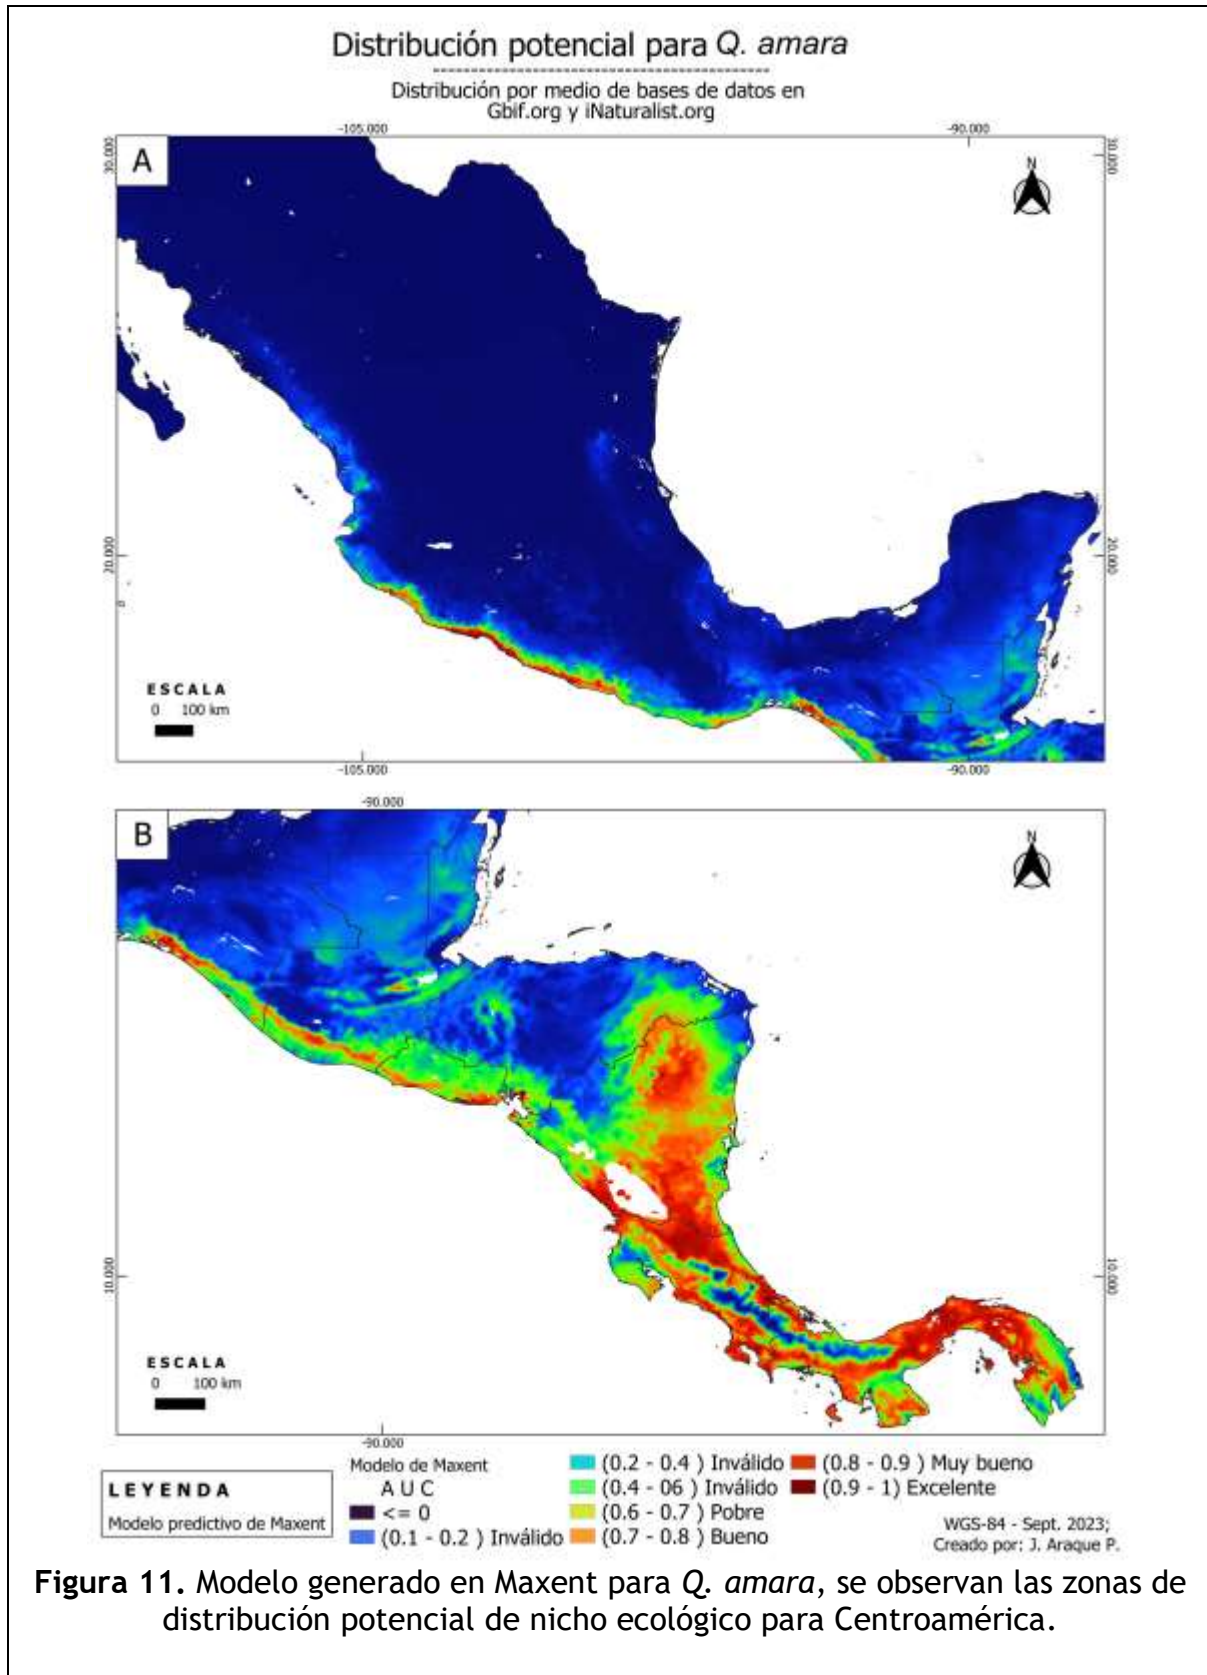 Distribución potencial para Q. amara
Distribución por medio de bases de datos en
Gbif.org y iNaturalist.org
-105.000
-90.000
30.000
30.000
A
N
20.000
20.000
ESCALA
0 100 km
-105.000
-90.000
-90.000
B
N
10.000
10.000
ESCALA
0 100 km
-90.000
LEYENDA
Modelo predictivo de Maxent
Modelo de Maxent
A U C
<= 0
(0.1 - 0.2 ) Inválido
(0.2 - 0.4 ) Inválido
(0.4 - 06 ) Inválido
(0.6 - 0.7 ) Pobre
(0.7 - 0.8 ) Bueno
(0.8 - 0.9 ) Muy bueno
(0.9 - 1) Excelente
WGS-84 - Sept. 2023;
Creado por: J. Araque P.
Figura 11. Modelo generado en Maxent para Q. amara, se observan las zonas de
distribución potencial de nicho ecológico para Centroamérica.